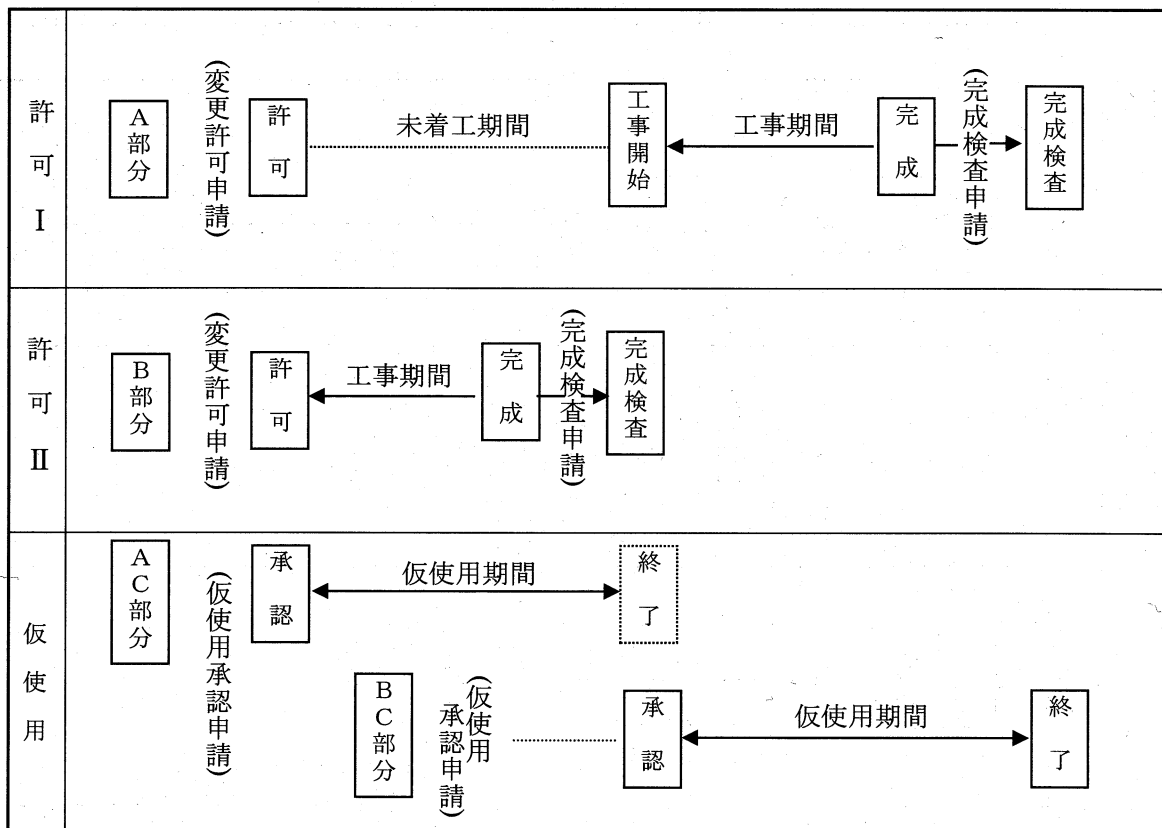 許可Ⅰ
A部分
(変更許可申請)
許可
未着工期間
工事開始
工事期間
完成
(完成検査申請)
完成検査
許可Ⅱ
B部分
(変更許可申請)
許可
工事期間
完成
(完成検査申請)
完成検査
仮使用
AC部分
(仮使用承認申請)
承認
仮使用期間
終了
BC部分
(仮使用
承認申請)
承認
仮使用期間
終了